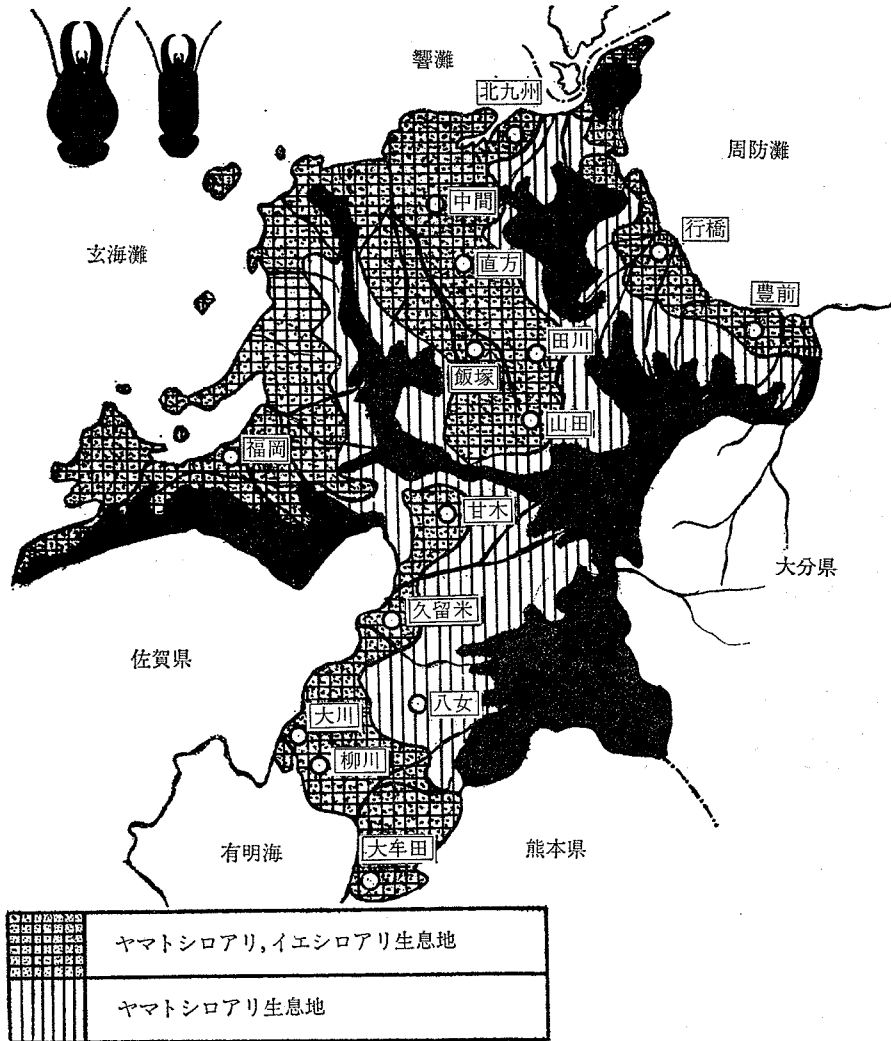 響灘
北九州
周防灘
中間
行橋
玄海灘
直方
豊前
田川
飯塚
山田
福岡
甘木
大分県
久留米
佐賀県
八女
大川
柳川
有明海
大牟田
熊本県
ヤマトシロアリ,イエシロアリ生息地
ヤマトシロアリ生息地